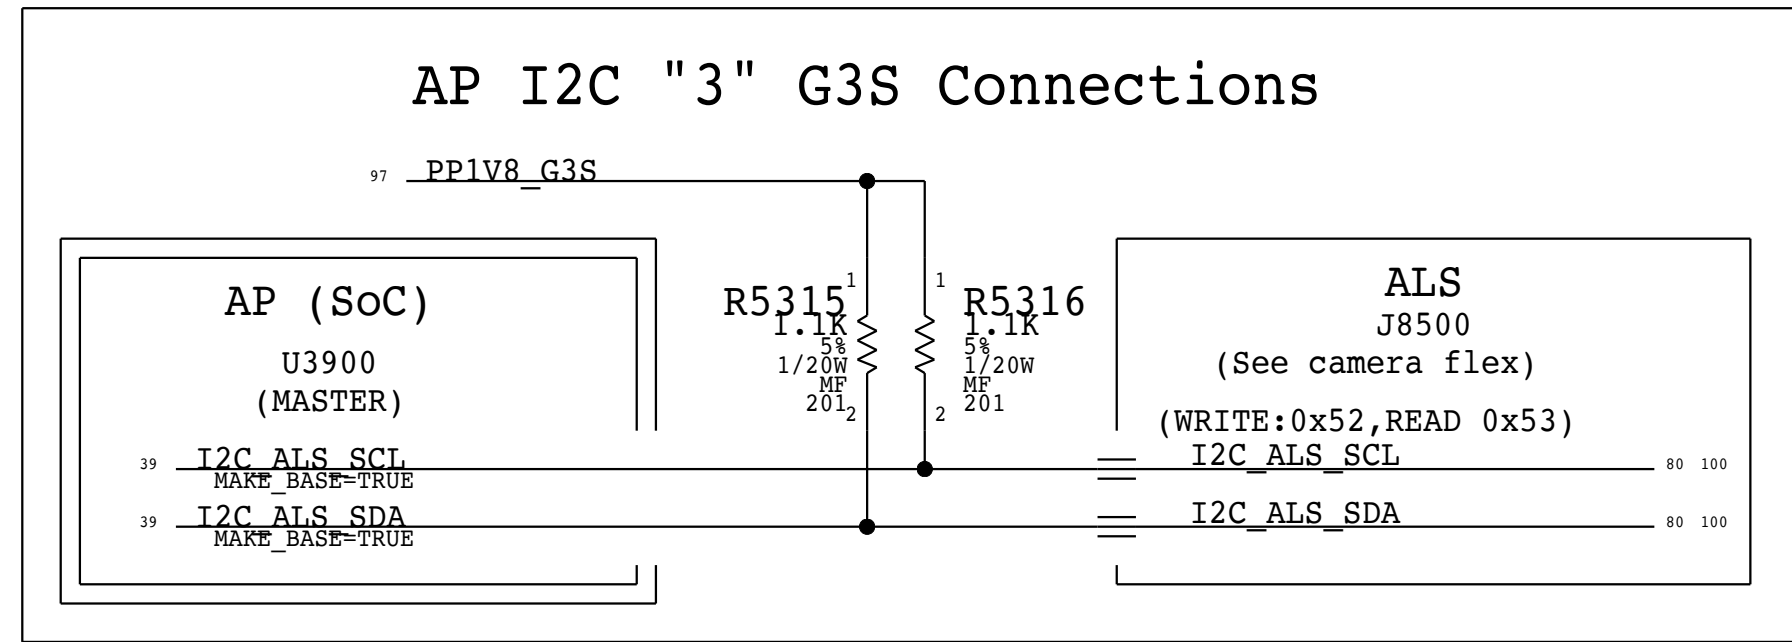 AP I2C "3" G3S Connections
97 PP1V8_G3S
AP (SoC)
U3900
(MASTER)
39 I2C_ALS_SCL
MAKE_BASE=TRUE
39 I2C_ALS_SDA
MAKE_BASE=TRUE
R5315
1
1.1K
5%
1/20W
MF
201
2
1
R5316
1.1K
5%
1/20W
MF
201
2
ALS
J8500
(See camera flex)
(WRITE:0x52,READ 0x53)
I2C_ALS_SCL 80 100
I2C_ALS_SDA 80 100